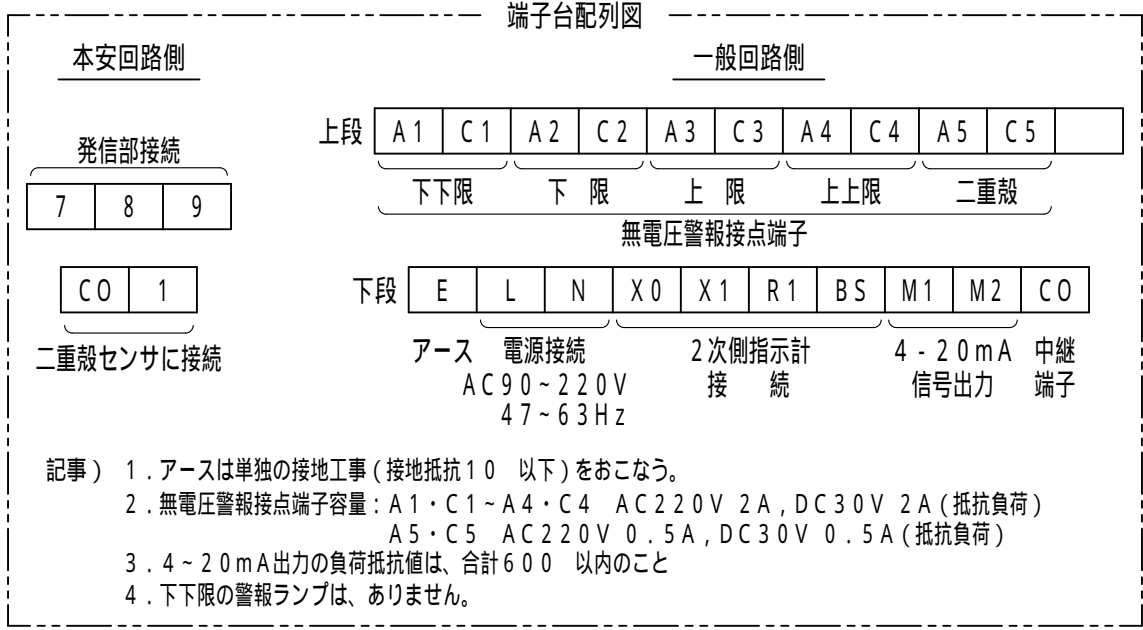 端子台配列図
本安回路側
一般回路側
発信部接続
7 8 9
CO 1
二重殻センサに接続
上段 A1 C1 A2 C2 A3 C3 A4 C4 A5 C5
下下限 下 限 上 限 上上限 二重殻
無電圧警報接点端子
下段 E L N X0 X1 R1 BS M1 M2 CO
アース 電源接続 2次側指示計 4-20mA 中継
AC90~220V 接 続 信号出力 端子
47~63Hz
記事) 1.アースは単独の接地工事(接地抵抗10 以下)をおこなう。
2.無電圧警報接点端子容量:A1・C1~A4・C4 AC220V 2A,DC30V 2A(抵抗負荷)
A5・C5 AC220V 0.5A,DC30V 0.5A(抵抗負荷)
3.4~20mA出力の負荷抵抗値は、合計600 以内のこと
4.下下限の警報ランプは、ありません。